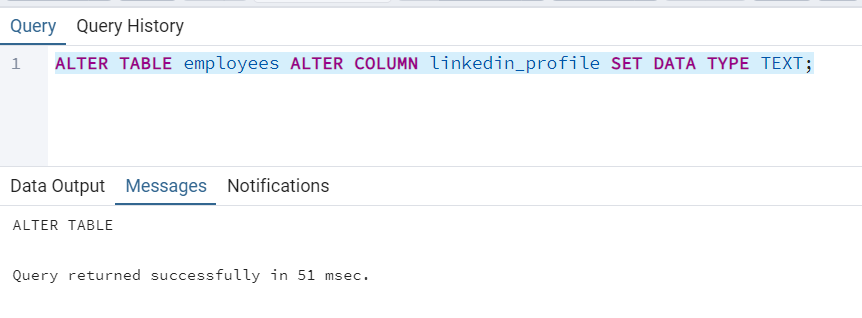 Query Query History
1 ALTER TABLE employees ALTER COLUMN linkedin_profile SET DATA TYPE TEXT;
Data Output Messages Notifications
ALTER TABLE
Query returned successfully in 51 msec.